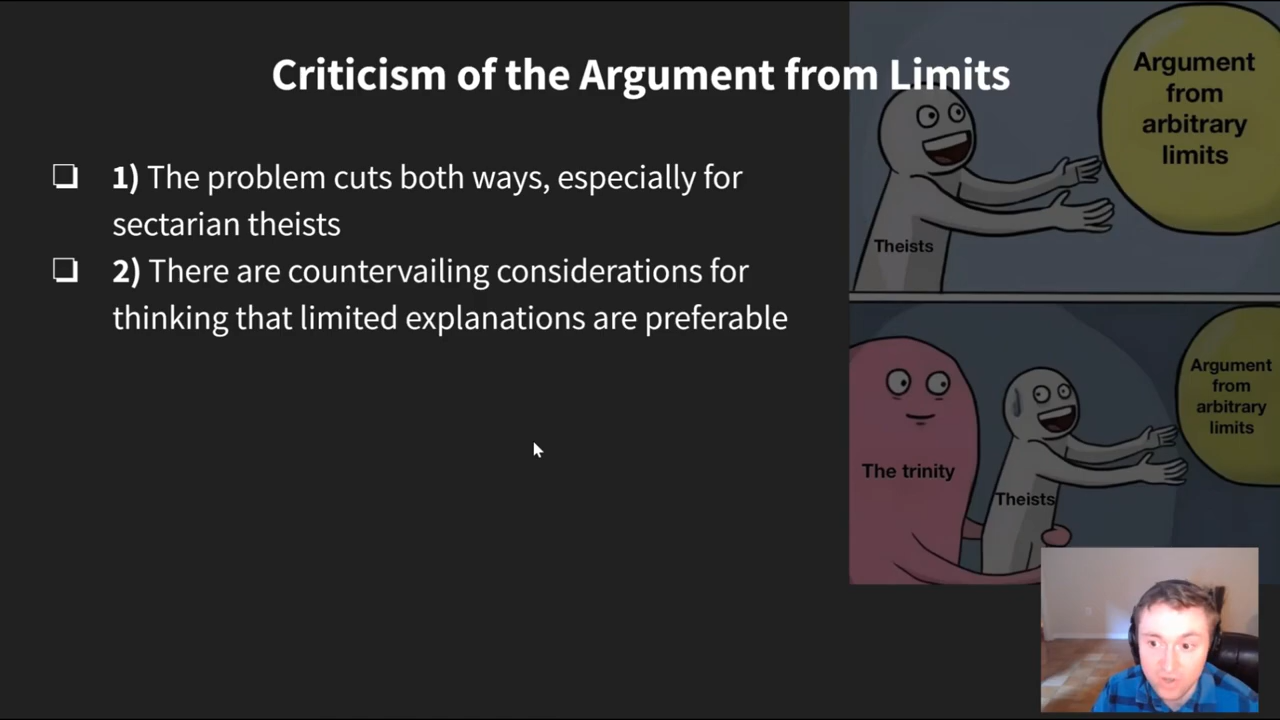 Criticism of the Argument from Limits
1) The problem cuts both ways, especially for
sectarian theists
2) There are countervailing considerations for
thinking that limited explanations are preferable
Argument
from
arbitrary
limits
Theists
Argument
from
arbitrary
limits
The trinity
Theists